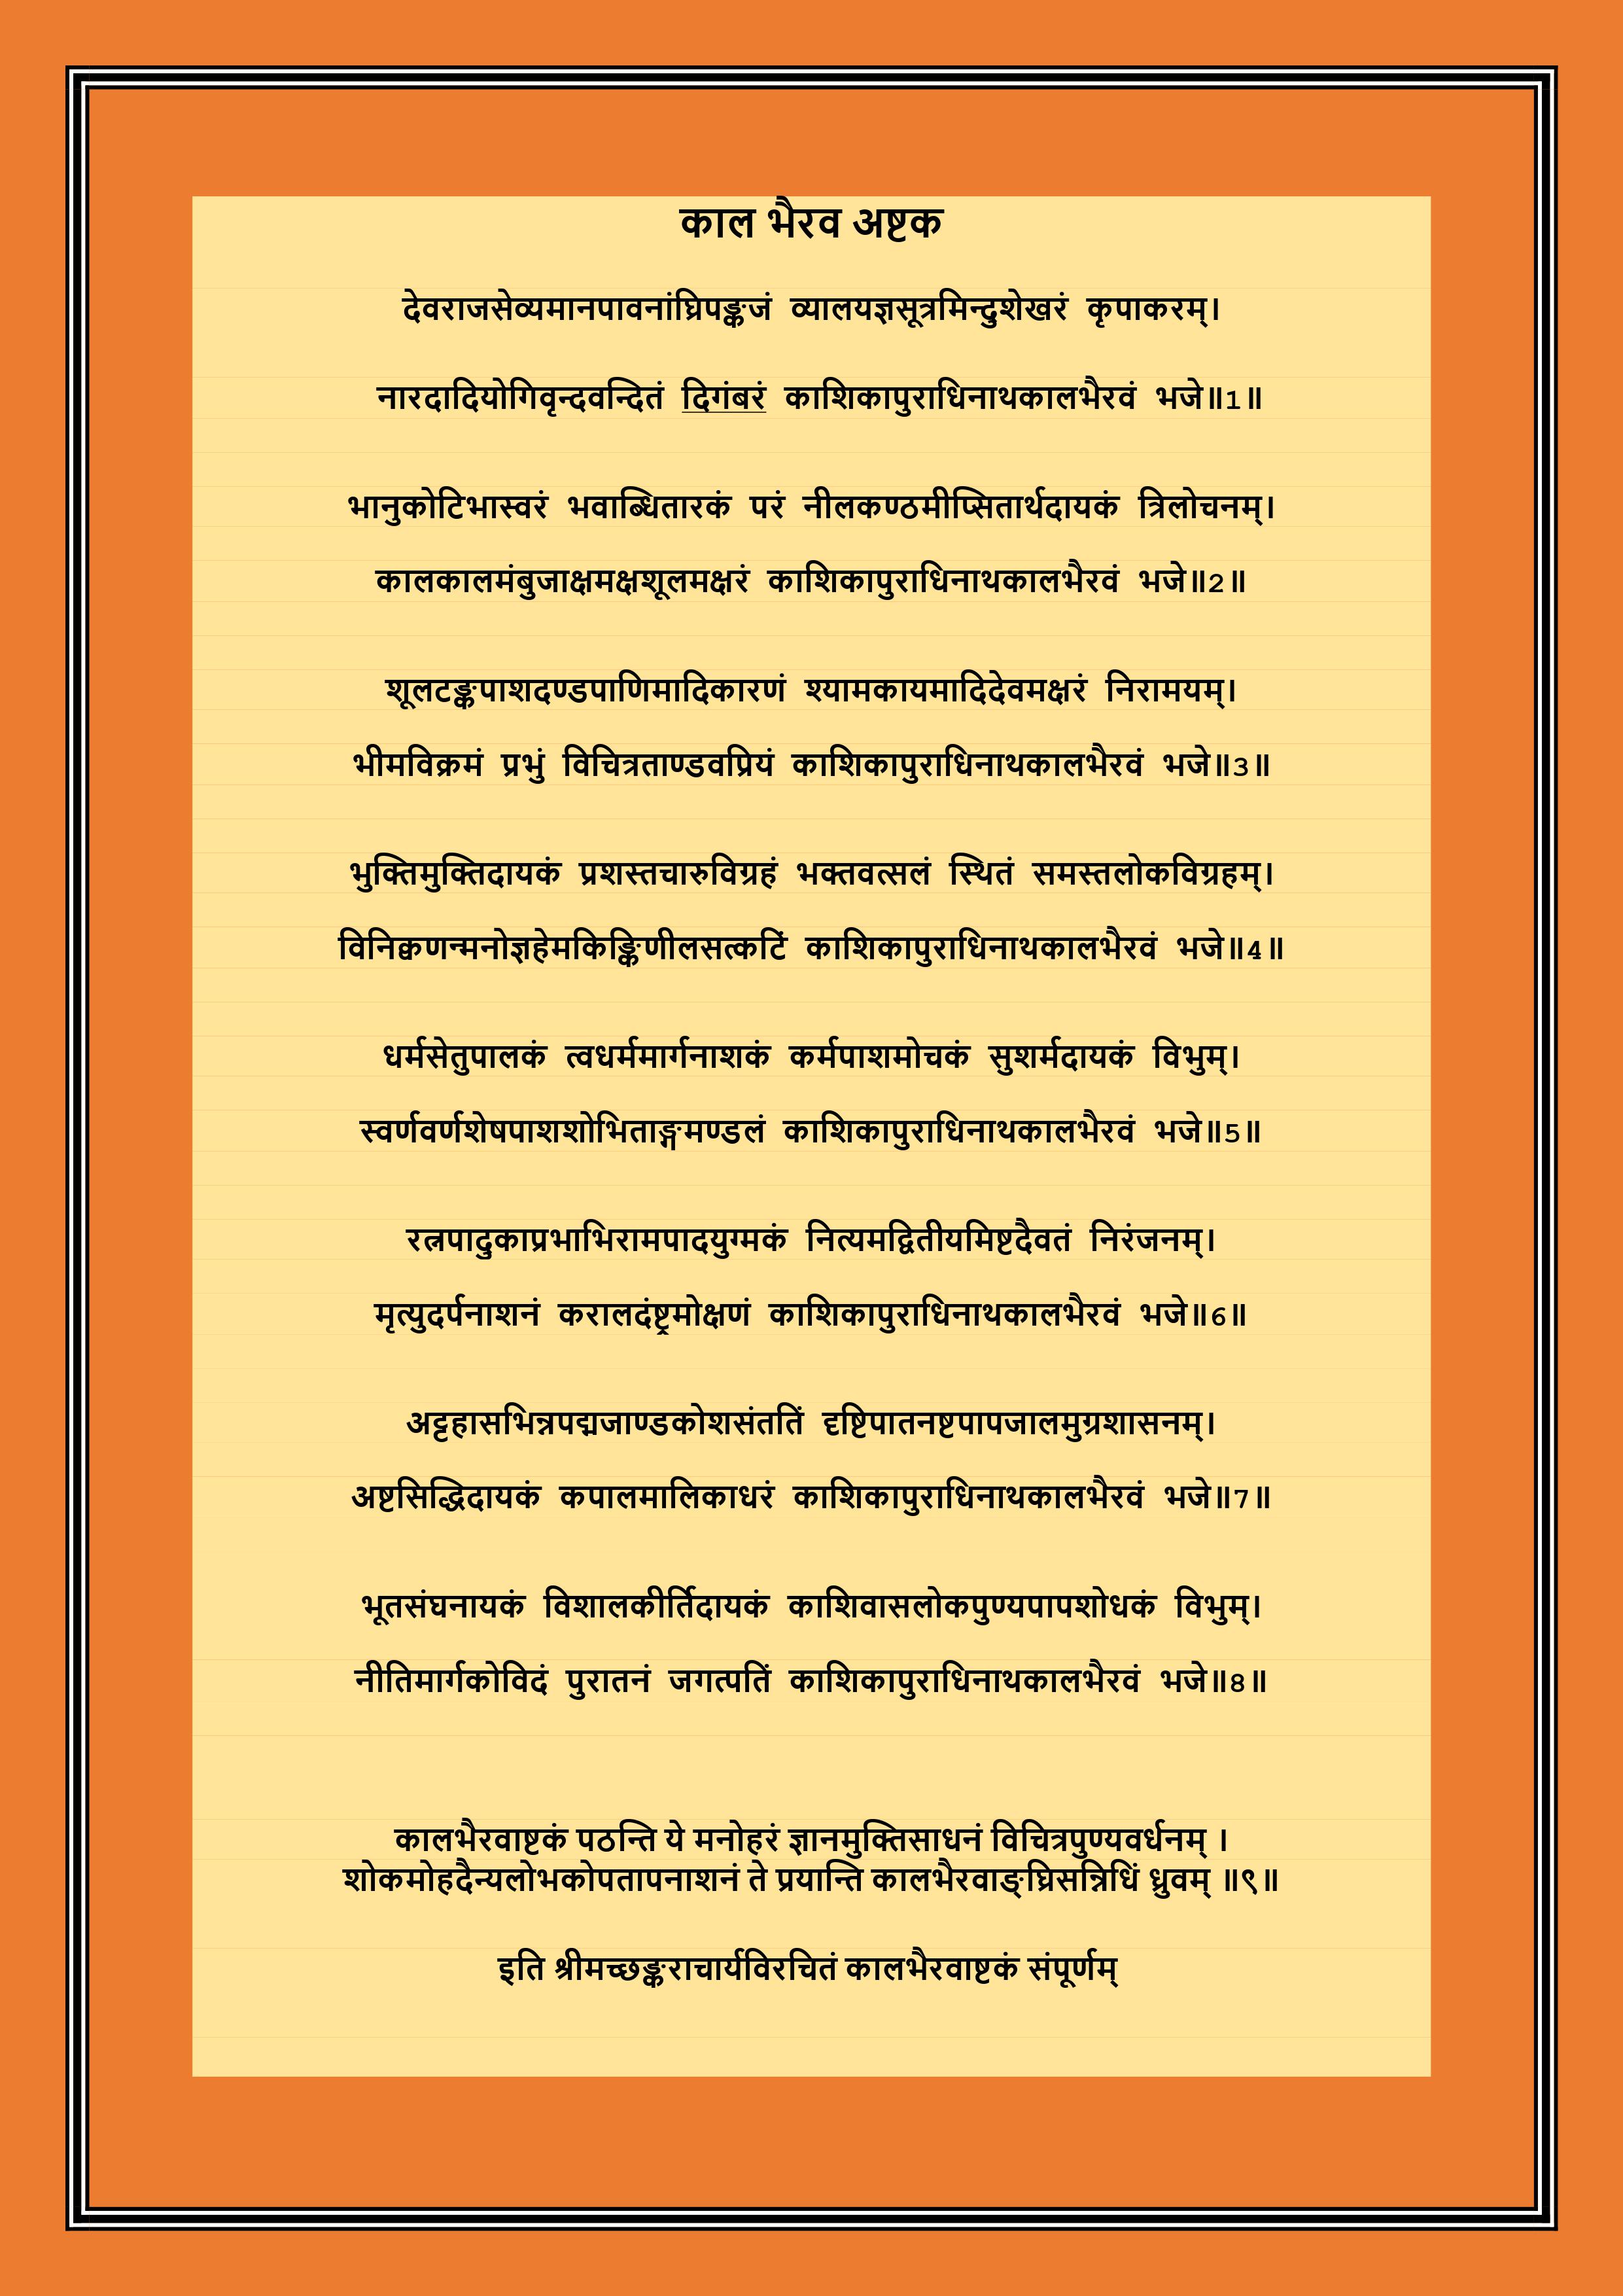 काल भैरव अष्टक
देवराजसेव्यमानपावनांघ्रिपङ्कजं व्यालयज्ञसूत्रमिन्दुशेखरं कृपाकरम्।
नारदादियोगिवृन्दवन्दितं दिगंबरं काशिकापुराधिनाथकालभैरवं भजे॥1॥
भानुकोटिभास्वरं भवाब्धितारकं परं नीलकण्ठमीप्सितार्थदायकं त्रिलोचनम्।
कालकालमंबुजाक्षमक्षशूलमक्षरं काशिकापुराधिनाथकालभैरवं भजे॥2॥
शूलटङ्कपाशदण्डपाणिमादिकारणं श्यामकायमादिदेवमक्षरं निरामयम्।
भीमविक्रमं प्रभुं विचित्रताण्डवप्रियं काशिकापुराधिनाथकालभैरवं भजे॥3॥
भुक्तिमुक्तिदायकं प्रशस्तचारुविग्रहं भक्तवत्सलं स्थितं समस्तलोकविग्रहम्।
विनिक्वणन्मनोज्ञहेमकिङ्किणीलसत्कटिं काशिकापुराधिनाथकालभैरवं भजे॥4॥
धर्मसेतुपालकं त्वधर्ममार्गनाशकं कर्मपाशमोचकं सुशर्मदायकं विभुम्।
स्वर्णवर्णशेषपाशशोभिताङ्गमण्डलं काशिकापुराधिनाथकालभैरवं भजे॥5॥
रत्नपादुकाप्रभाभिरामपादयुग्मकं नित्यमद्वितीयमिष्टदैवतं निरंजनम्।
मृत्युदर्पनाशनं करालदंष्ट्रमोक्षणं काशिकापुराधिनाथकालभैरवं भजे॥6॥
अट्टहासभिन्नपद्मजाण्डकोशसंततिं दृष्टिपातनष्टपापजालमुग्रशासनम्।
अष्टसिद्धिदायकं कपालमालिकाधरं काशिकापुराधिनाथकालभैरवं भजे॥7॥
भूतसंघनायकं विशालकीर्तिदायकं काशिवासलोकपुण्यपापशोधकं विभुम्।
नीतिमार्गकोविदं पुरातनं जगत्पतिं काशिकापुराधिनाथकालभैरवं भजे॥8॥
कालभैरवाष्टकं पठन्ति ये मनोहरं ज्ञानमुक्तिसाधनं विचित्रपुण्यवर्धनम् ।
शोकमोहदैन्यलोभकोपतापनाशनं ते प्रयान्ति कालभैरवाङ्घ्रिसन्निधिं ध्रुवम् ॥९॥
इति श्रीमच्छङ्कराचार्यविरचितं कालभैरवाष्टकं संपूर्णम्